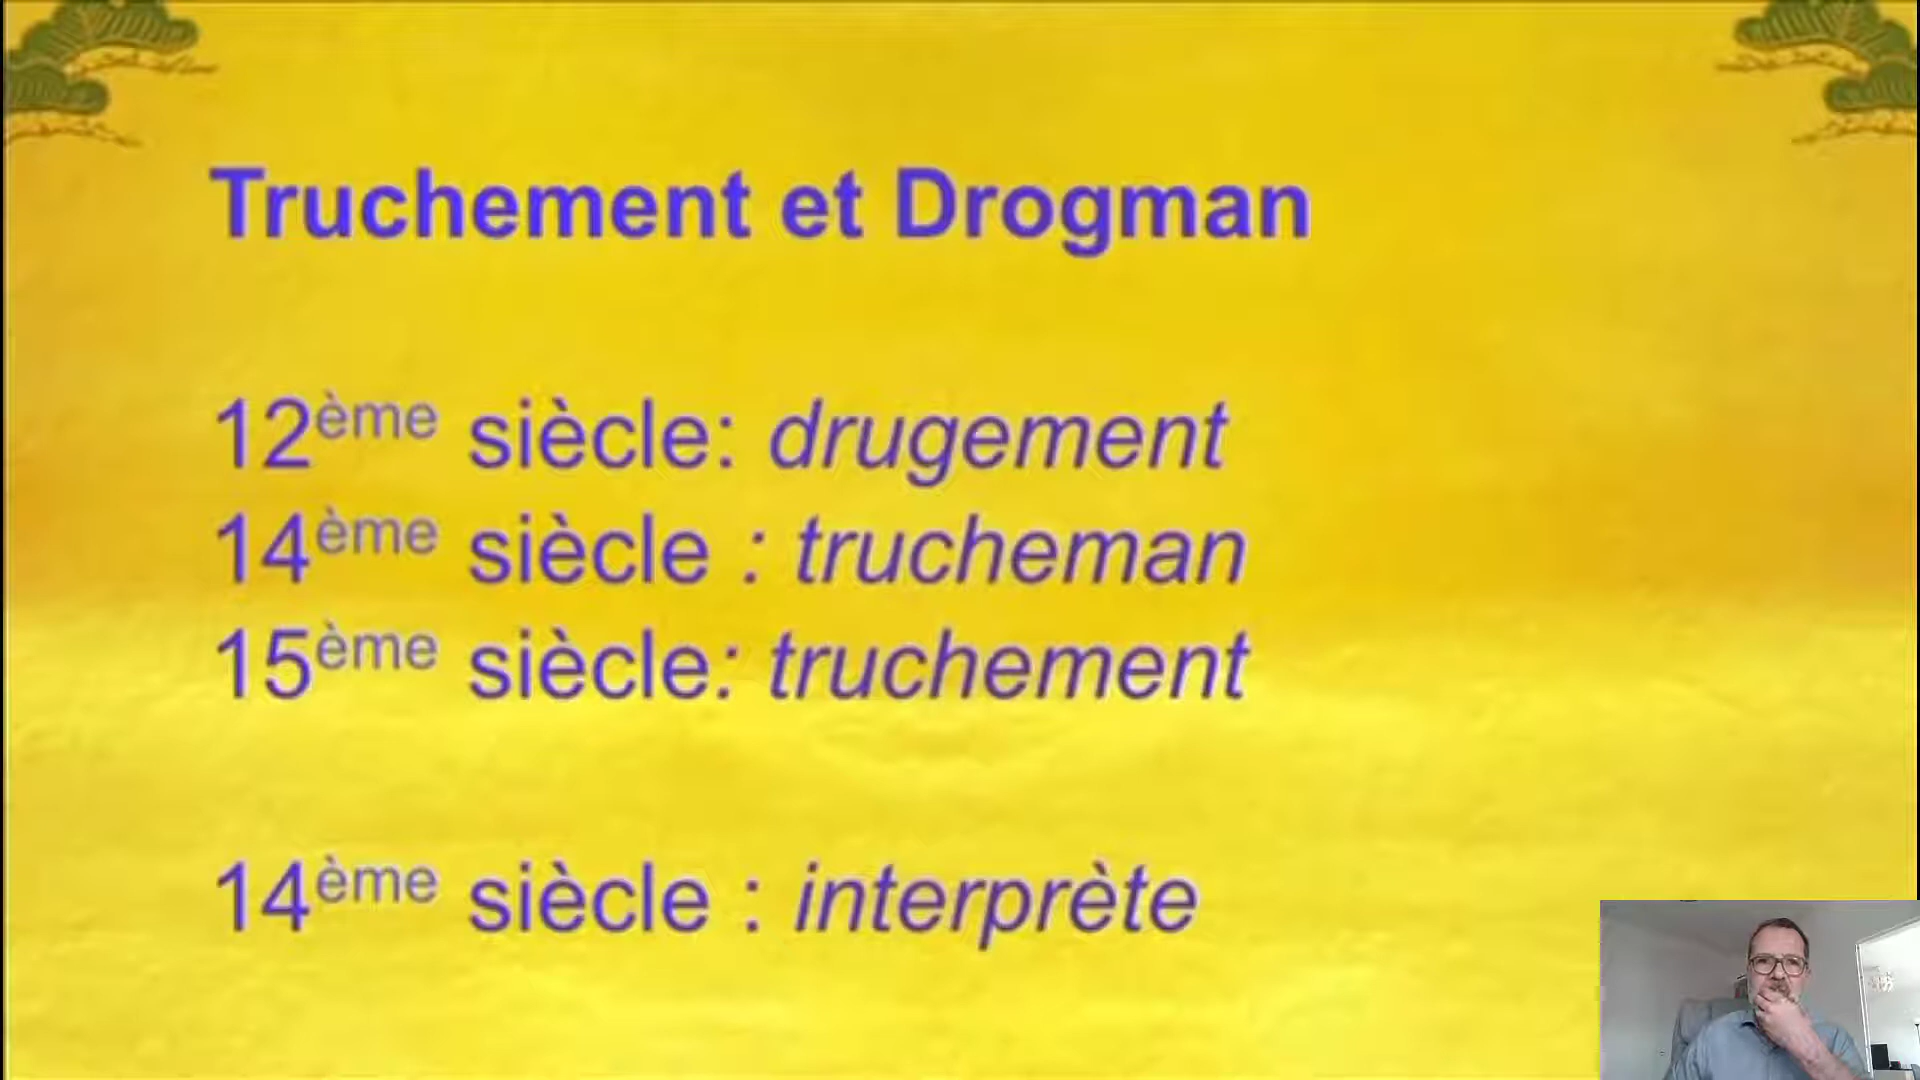 Truchement et Drogman
12ème siècle: drugement
14ème siècle : trucheman
15ème siècle: truchement
14ème siècle : interprète